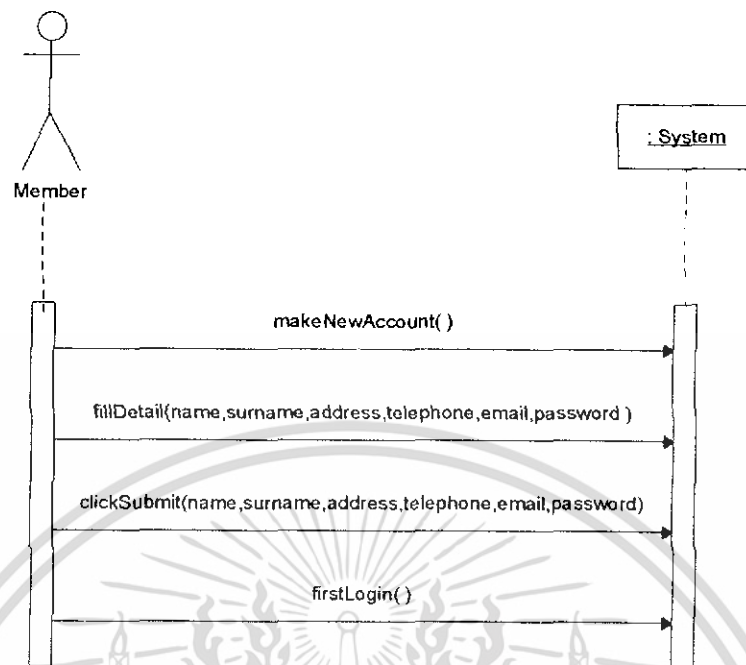 : System
Member
makeNewAccount( )
fillDetail(name,surname,address,telephone,email,password )
clickSubmit(name,surname,address,telephone,email,password)
firstLogin( )